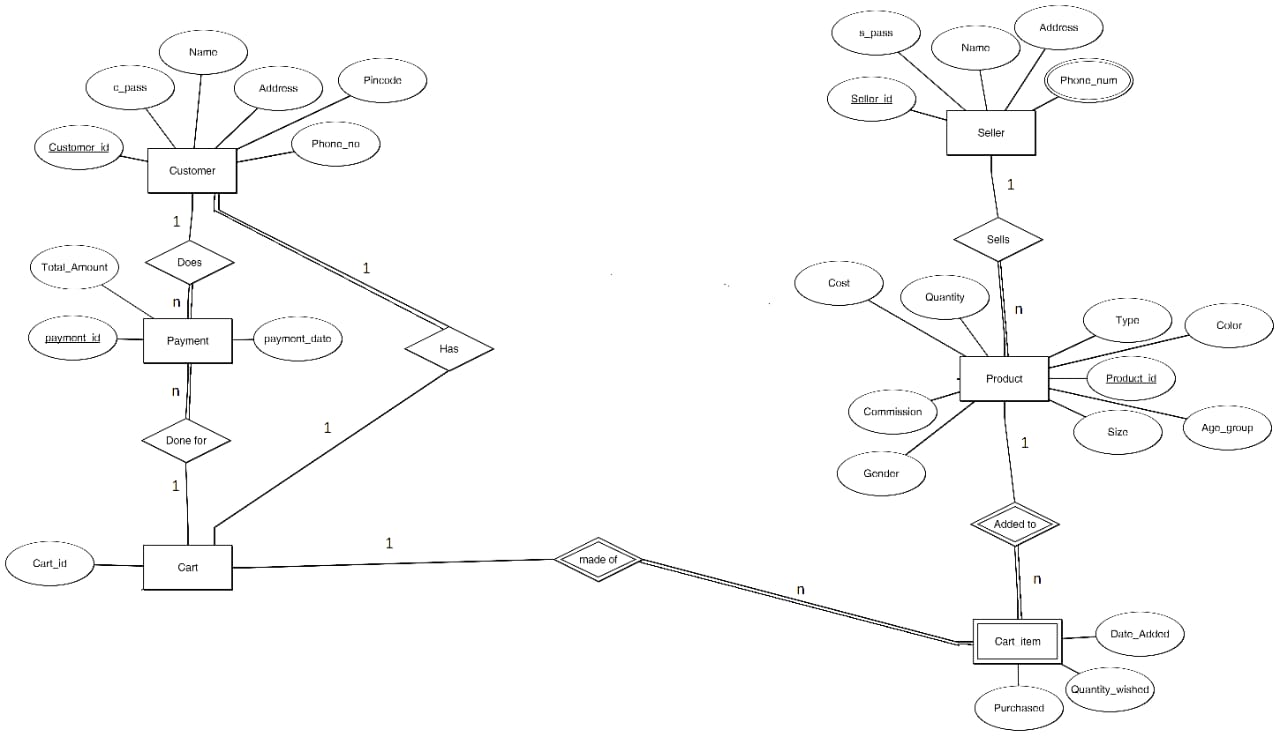 s_pass
Name
Address
Phone_num
Seller_id
Seller
Name
c_pass
Address
Pincode
Customer_id
Phone_no
Customer
1
1
1
Does
Sells
Total_Amount
n
payment_id
Payment
payment_date
1
Has
n
Cost
Quantity
n
Type
Color
Product
Product_id
Commission
Size
Age_group
Gender
Done for
1
1
1
Added to
Cart_id
Cart
1
made of
n
n
Cart_item
Date_Added
Quantity_wished
Purchased